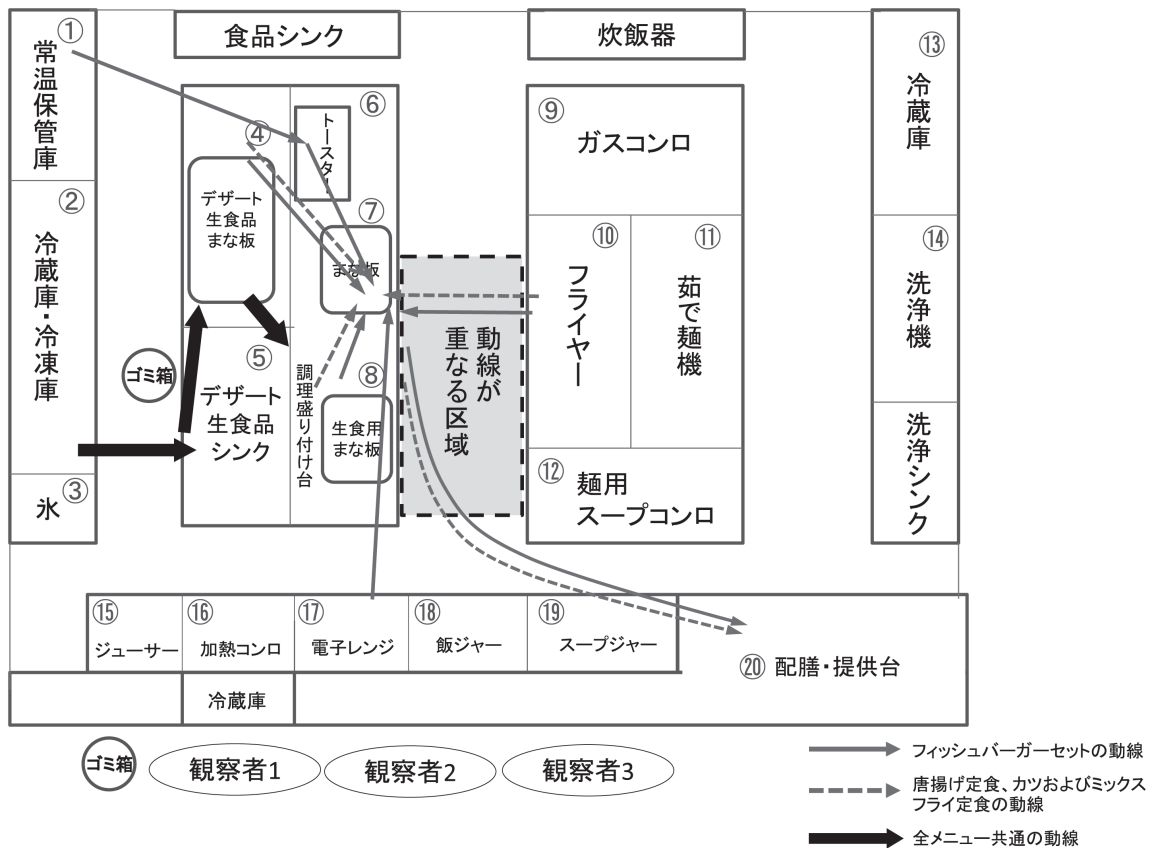 ①
常温保管庫
②
冷蔵庫・冷凍庫
③
氷
食品シンク
炊飯器
④
デザート
生食品
まな板
⑤
デザート
生食品
シンク
ゴミ箱
⑥
トースター
⑦
まな板
⑧
生食用
まな板
調理盛り付け台
動線が
重なる区域
⑨
ガスコンロ
⑩
フライヤー
⑪
茹で麺機
⑫
麺用
スープコンロ
⑬
冷蔵庫
⑭
洗浄機
洗浄シンク
⑮
ジューサー
⑯
加熱コンロ
⑰
電子レンジ
⑱
飯ジャー
⑲
スープジャー
⑳ 配膳・提供台
冷蔵庫
ゴミ箱
観察者1
観察者2
観察者3
フィッシュバーガーセットの動線
唐揚げ定食、カツおよびミックス
フライ定食の動線
全メニュー共通の動線